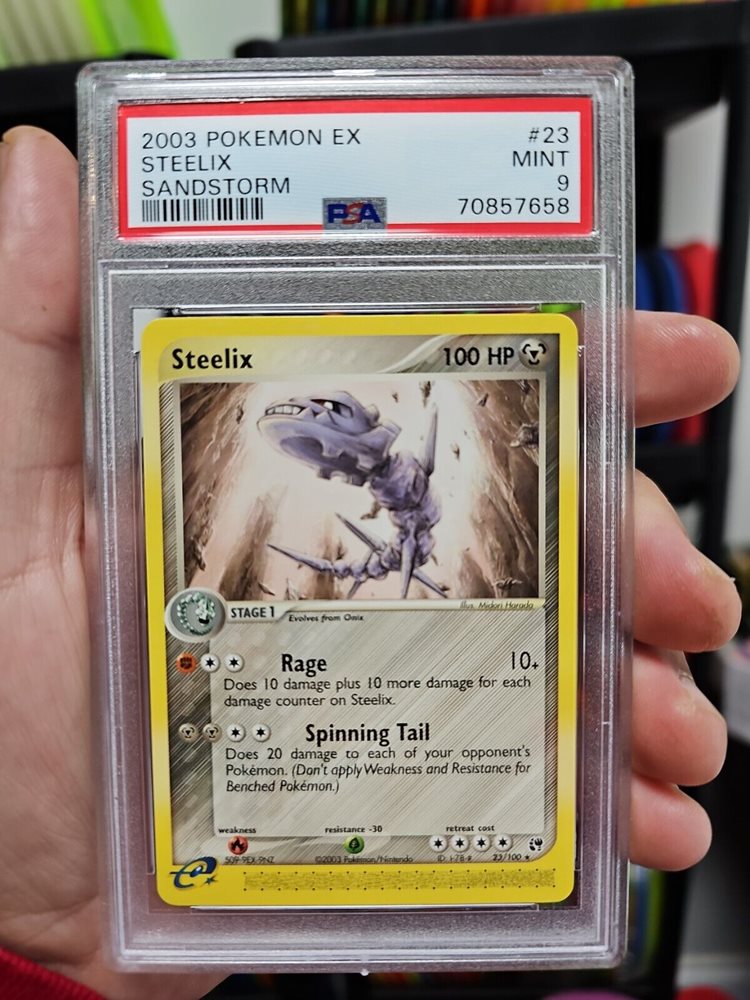 2003 POKEMON EX #23
STEELIX MINT
SANDSTORM 9
PSA 70857658
Steelix 100 HP
STAGE 1 Evolves from Onix Illus. Midori Harada
Rage 10+
Does 10 damage plus 10 more damage for each
damage counter on Steelix.
Spinning Tail
Does 20 damage to each of your opponent's
Pokémon. (Don't apply Weakness and Resistance for
Benched Pokémon.)
weakness resistance -30 retreat cost
509-9EX-9NZ ©2003 Pokémon/Nintendo 23/100 ★
e